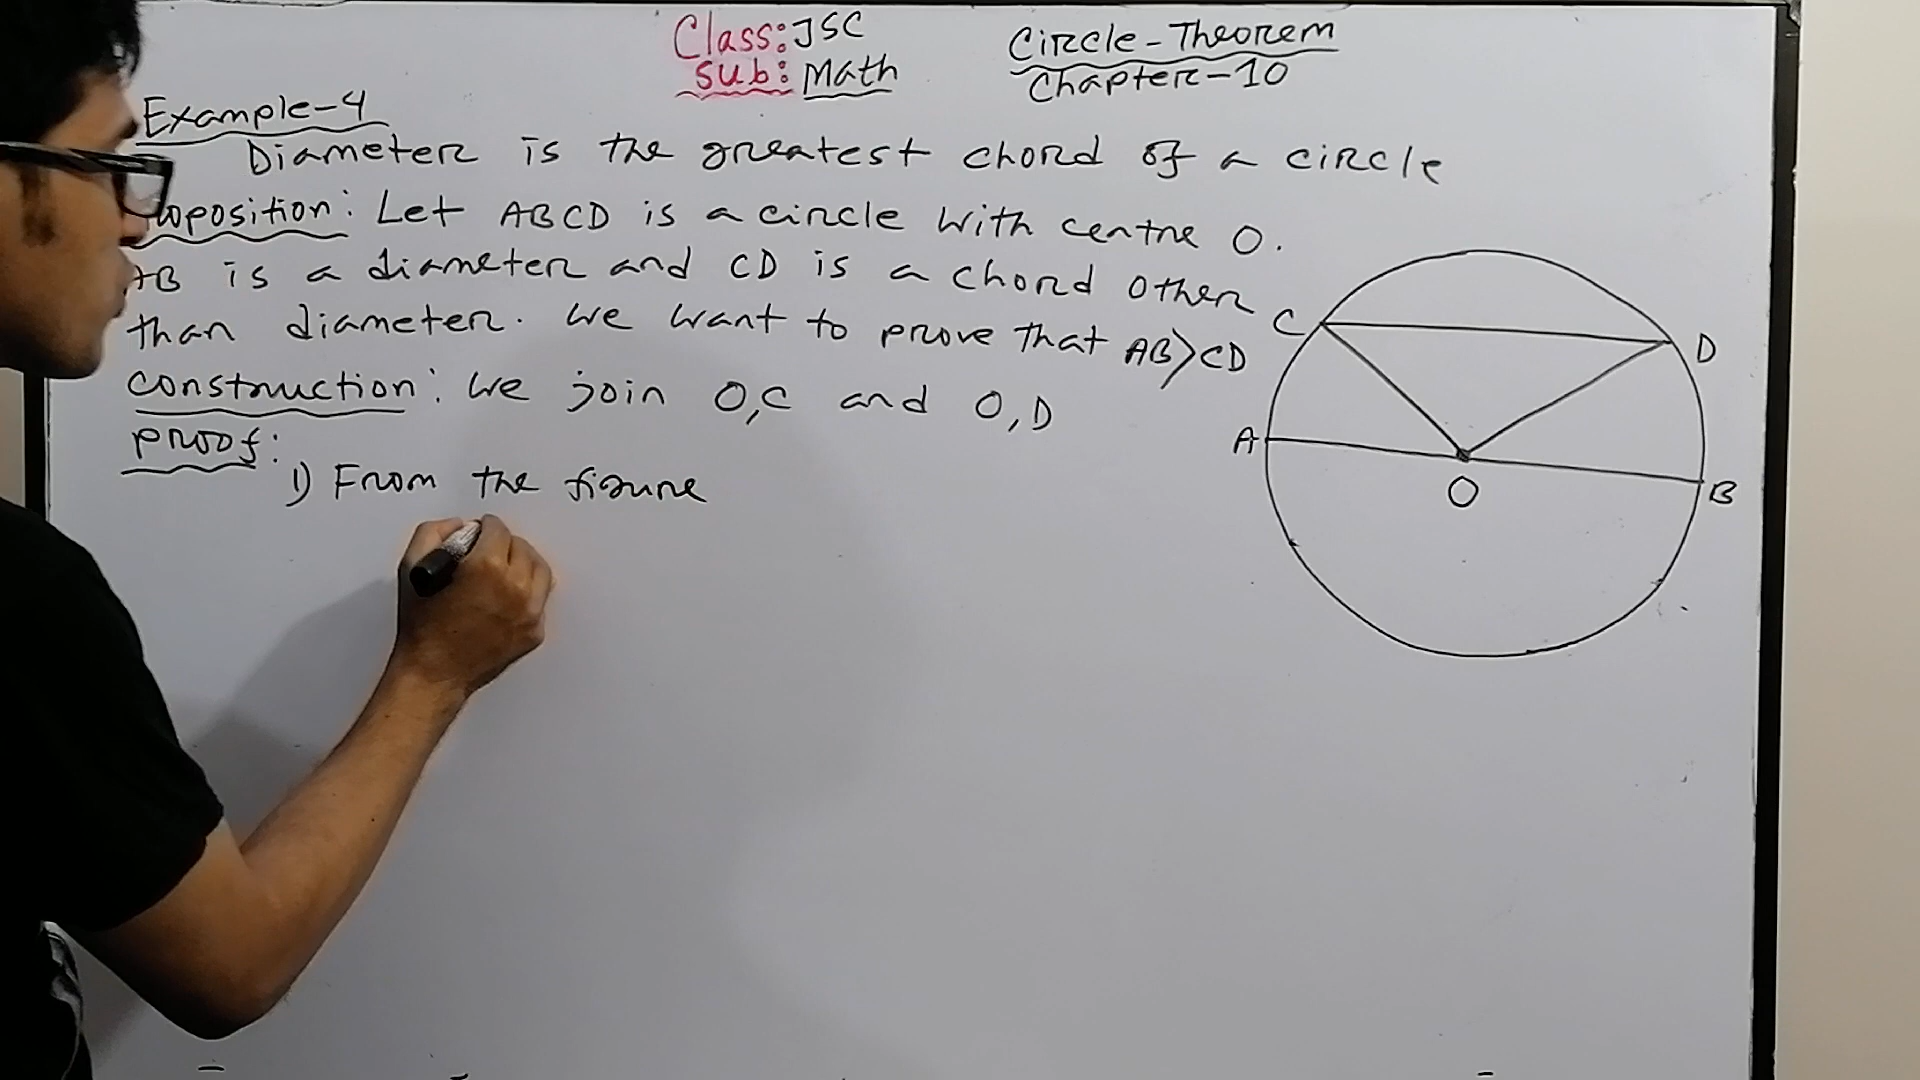 Class: JSC
Sub: Math
Circle-Theorem
Chapter-10
Example-4
Diameter is the greatest chord of a circle
roposition: Let ABCD is a circle with centre O.
AB is a diameter and CD is a chord other
than diameter. We want to prove that AB>CD
Construction: We join O,C and O,D
Proof:
1) From the figure
C
D
A
B
O